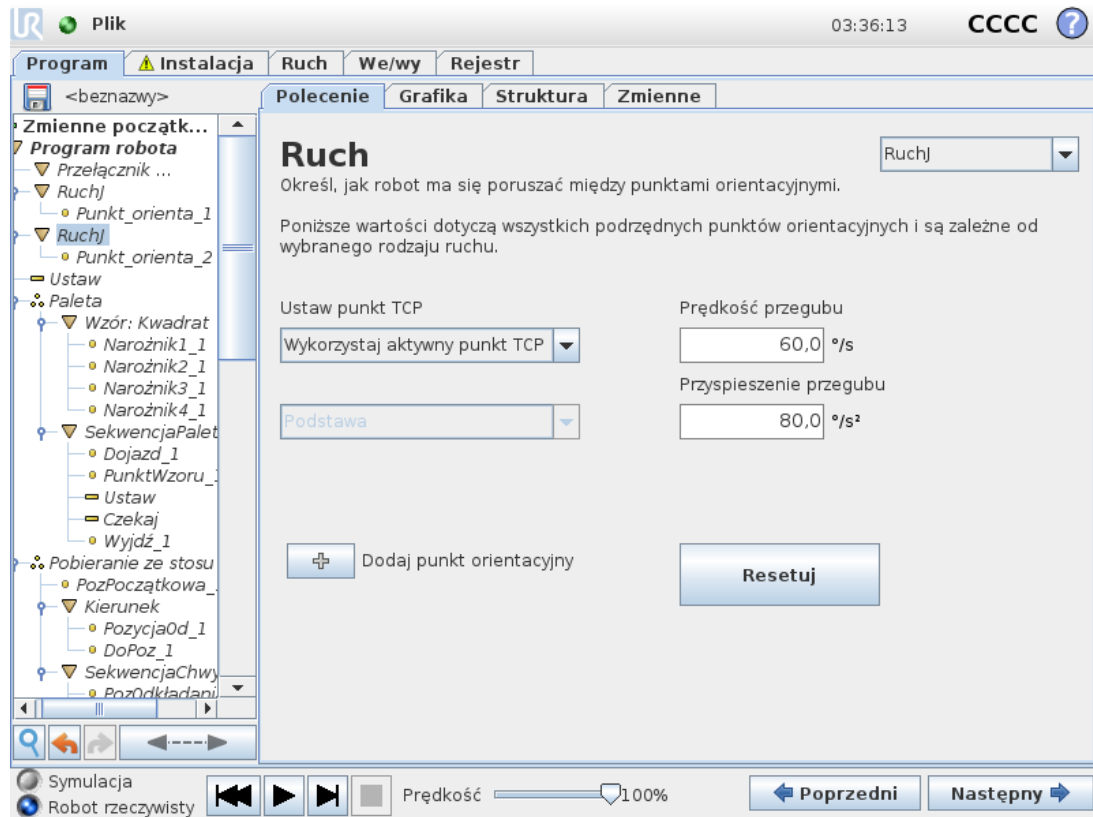 UR Plik 03:36:13 CCCC ?
Program Instalacja Ruch We/wy Rejestr
<beznazwy> Polecenie Grafika Struktura Zmienne
Zmienne początk...
Program robota
Przełącznik ...
RuchJ
Punkt_orienta_1
RuchJ
Punkt_orienta_2
Ustaw
Paleta
Wzór: Kwadrat
Narożnik1_1
Narożnik2_1
Narożnik3_1
Narożnik4_1
SekwencjaPalet
Dojazd_1
PunktWzoru_1
Ustaw
Czekaj
Wyjdź_1
Pobieranie ze stosu
PozPoczątkowa_
Kierunek
PozycjaOd_1
DoPoz_1
SekwencjaChwy
PozOdkładani
Ruch
RuchJ
Określ, jak robot ma się poruszać między punktami orientacyjnymi.
Poniższe wartości dotyczą wszystkich podrzędnych punktów orientacyjnych i są zależne od
wybranego rodzaju ruchu.
Ustaw punkt TCP
Wykorzystaj aktywny punkt TCP
Podstawa
Prędkość przegubu
60,0 °/s
Przyspieszenie przegubu
80,0 °/s²
Dodaj punkt orientacyjny
Resetuj
Symulacja
Robot rzeczywisty
Prędkość 100%
Poprzedni
Następny